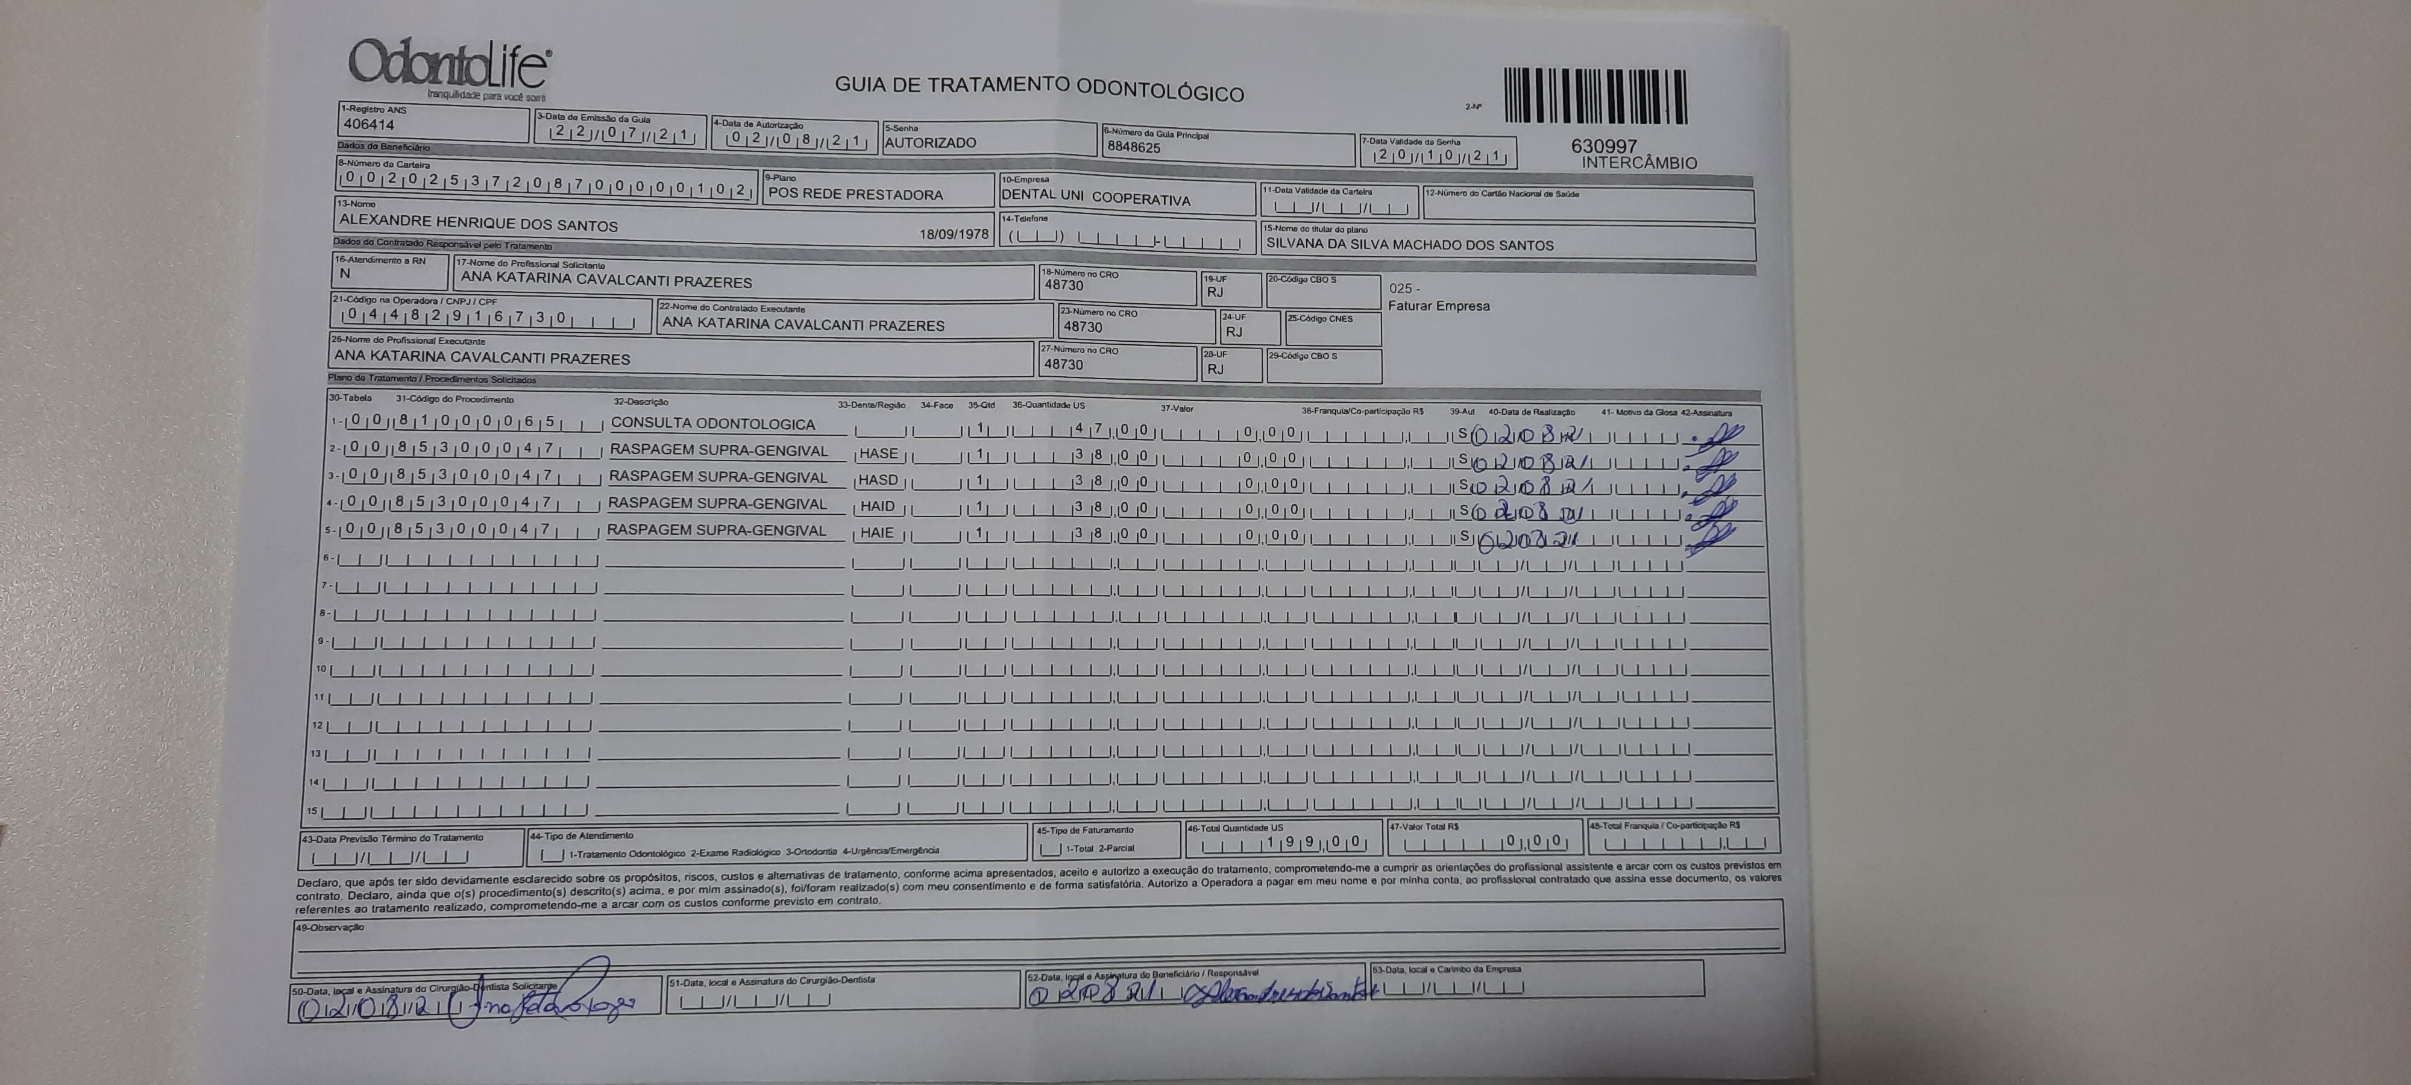 OdontoLife®
tranquilidade para você sorrir
GUIA DE TRATAMENTO ODONTOLÓGICO
2-Nº
630997
INTERCÂMBIO
1-Registro ANS
406414
3-Data de Emissão da Guia
22/07/21
4-Data de Autorização
02/08/21
5-Senha
AUTORIZADO
6-Número da Guia Principal
8848625
7-Data Validade da Senha
20/10/21
Dados do Beneficiário
8-Número da Carteira
00202537208700000102
9-Plano
POS REDE PRESTADORA
10-Empresa
DENTAL UNI COOPERATIVA
11-Data Validade da Carteira
12-Número do Cartão Nacional de Saúde
13-Nome
ALEXANDRE HENRIQUE DOS SANTOS 18/09/1978
14-Telefone
15-Nome do titular do plano
SILVANA DA SILVA MACHADO DOS SANTOS
Dados do Contratado Responsável pelo Tratamento
16-Atendimento a RN
N
17-Nome do Profissional Solicitante
ANA KATARINA CAVALCANTI PRAZERES
18-Número no CRO
48730
19-UF
RJ
20-Código CBO S
025 -
Faturar Empresa
21-Código na Operadora / CNPJ / CPF
04482916730
22-Nome do Contratado Executante
ANA KATARINA CAVALCANTI PRAZERES
23-Número no CRO
48730
24-UF
RJ
25-Código CNES
26-Nome do Profissional Executante
ANA KATARINA CAVALCANTI PRAZERES
27-Número no CRO
48730
28-UF
RJ
29-Código CBO S
Plano de Tratamento / Procedimentos Solicitados
30-Tabela 31-Código do Procedimento 32-Descrição 33-Dente/Região 34-Face 35-Qtd 36-Quantidade US 37-Valor 38-Franquia/Co-participação R$ 39-Aut 40-Data de Realização 41- Motivo da Glosa 42-Assinatura
1- 00 81000065 CONSULTA ODONTOLOGICA 1 47,00 0,00 S 02/08/21
2- 00 85300047 RASPAGEM SUPRA-GENGIVAL HASE 1 38,00 0,00 S 02/08/21
3- 00 85300047 RASPAGEM SUPRA-GENGIVAL HASD 1 38,00 0,00 S 02/08/21
4- 00 85300047 RASPAGEM SUPRA-GENGIVAL HAID 1 38,00 0,00 S 02/08/21
5- 00 85300047 RASPAGEM SUPRA-GENGIVAL HAIE 1 38,00 0,00 S 02/08/21
6-
7-
8-
9-
10
11
12
13
14
15
43-Data Previsão Término do Tratamento
44-Tipo de Atendimento
1-Tratamento Odontológico 2-Exame Radiológico 3-Ortodontia 4-Urgência/Emergência
45-Tipo de Faturamento
1-Total 2-Parcial
46-Total Quantidade US
199,00
47-Valor Total R$
0,00
48-Total Franquia / Co-participação R$
Declaro, que após ter sido devidamente esclarecido sobre os propósitos, riscos, custos e alternativas de tratamento, conforme acima apresentados, aceito e autorizo a execução do tratamento, comprometendo-me a cumprir as orientações do profissional assistente e arcar com os custos previstos em
contrato. Declaro, ainda que o(s) procedimento(s) descrito(s) acima, e por mim assinado(s), foi/foram realizado(s) com meu consentimento e de forma satisfatória. Autorizo a Operadora a pagar em meu nome e por minha conta, ao profissional contratado que assina esse documento, os valores
referentes ao tratamento realizado, comprometendo-me a arcar com os custos conforme previsto em contrato.
49-Observação
50-Data, local e Assinatura do Cirurgião-Dentista Solicitante
02/08/21
51-Data, local e Assinatura do Cirurgião-Dentista
52-Data, local e Assinatura do Beneficiário / Responsável
02/08/21
53-Data, local e Carimbo da Empresa